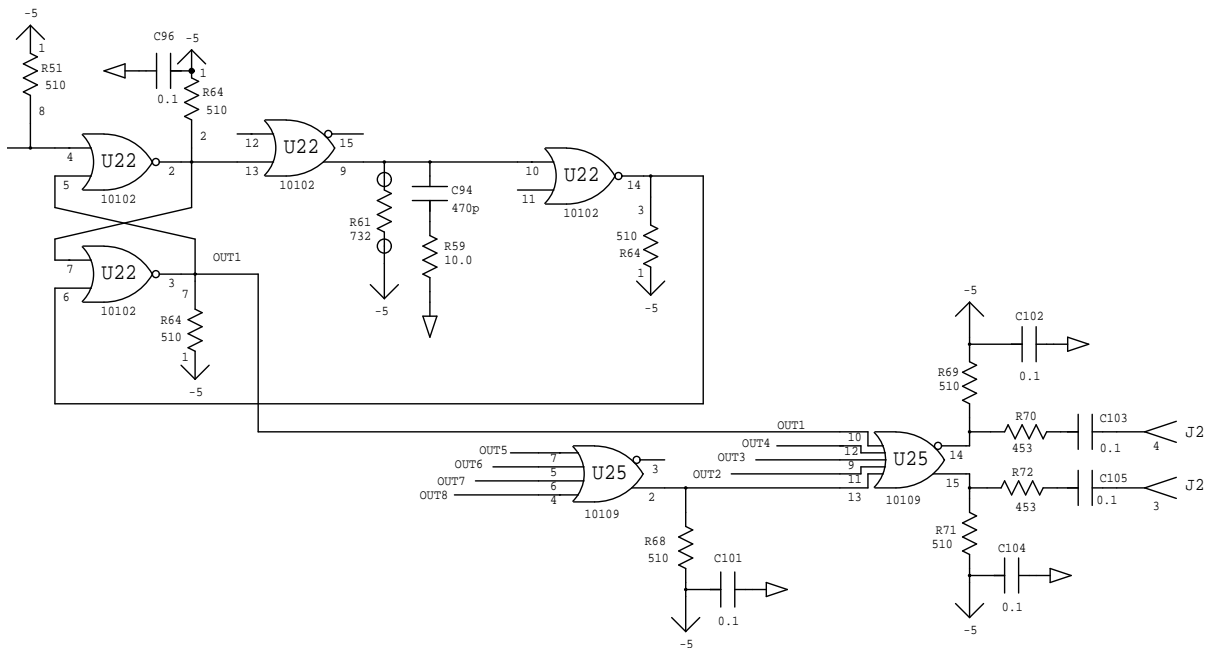 -5
1
R51
510
8
C96
0.1
-5
1
R64
510
2
4
5
U22
2
10102
12
13
U22
15
9
10102
R61
732
-5
C94
470p
R59
10.0
10
11
U22
14
10102
3
510
R64
1
-5
7
6
U22
3
10102
OUT1
7
R64
510
1
-5
-5
C102
0.1
R69
510
OUT1
10
OUT4
12
OUT3
9
OUT2
11
13
U25
14
15
10109
R70
453
C103
0.1
4
J2
R72
453
C105
0.1
3
J2
OUT5
7
OUT6
5
OUT7
6
OUT8
4
U25
3
2
10109
R68
510
C101
0.1
-5
R71
510
C104
0.1
-5